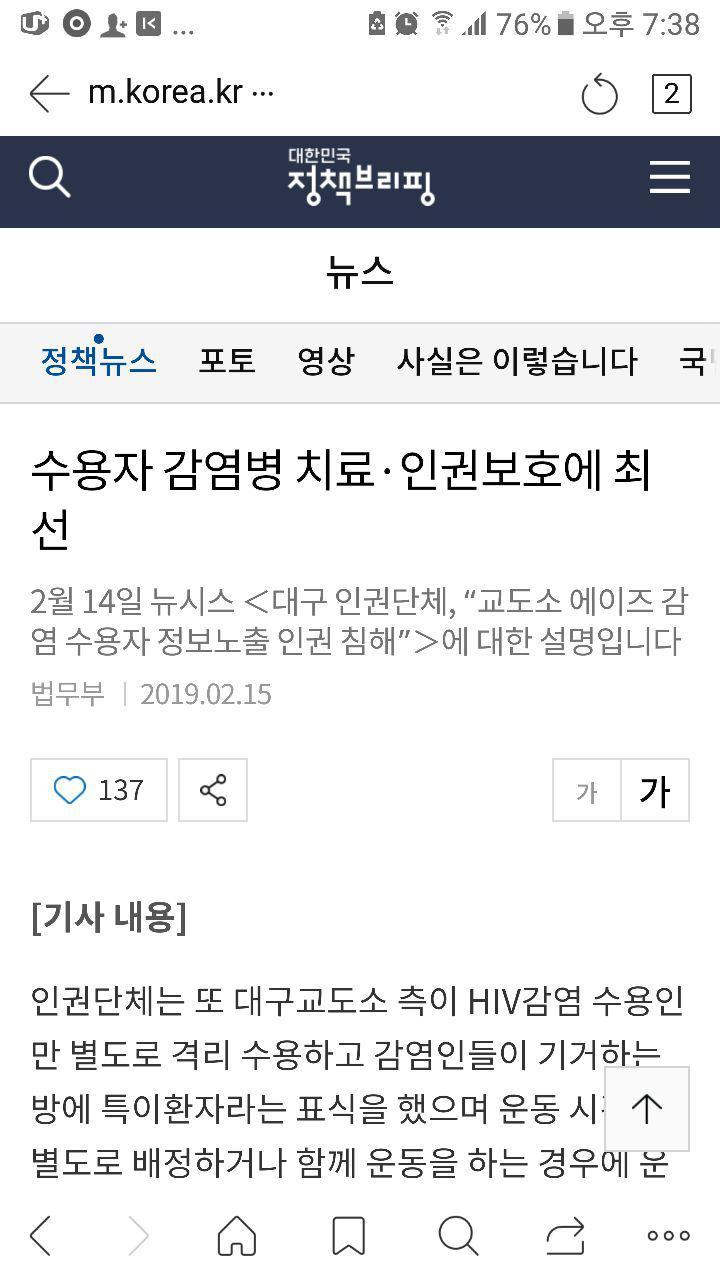 76% 오후 7:38
m.korea.kr ···
2
대한민국
정책브리핑
뉴스
정책뉴스 포토 영상 사실은 이렇습니다 국
수용자 감염병 치료·인권보호에 최
선
2월 14일 뉴시스 <대구 인권단체, “교도소 에이즈 감
염 수용자 정보노출 인권 침해”>에 대한 설명입니다
법무부 | 2019.02.15
137
가 가
[기사 내용]
인권단체는 또 대구교도소 측이 HIV감염 수용인
만 별도로 격리 수용하고 감염인들이 기거하는
방에 특이환자라는 표식을 했으며 운동
별도로 배정하거나 함께 운동을 하는 경우에 운